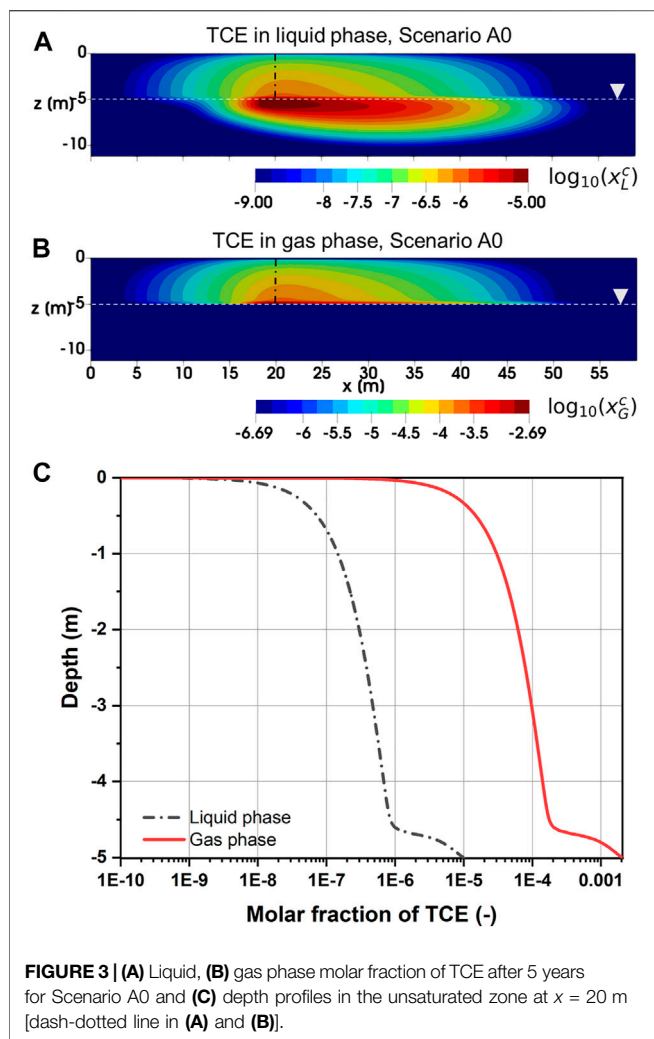 A
TCE in liquid phase, Scenario A0
0
z (m) -5
-10
-9.00 -8 -7.5 -7 -6.5 -6 -5.00
log10(x_L^c)
B
TCE in gas phase, Scenario A0
0
z (m) -5
-10
0 5 10 15 20 25 30 35 40 45 50 55
x (m)
-6.69 -6 -5.5 -5 -4.5 -4 -3.5 -2.69
log10(x_G^c)
C
0
-1
-2
-3
-4
-5
Depth (m)
Liquid phase
Gas phase
1E-10 1E-9 1E-8 1E-7 1E-6 1E-5 1E-4 0.001
Molar fraction of TCE (-)
FIGURE 3 | (A) Liquid, (B) gas phase molar fraction of TCE after 5 years
for Scenario A0 and (C) depth profiles in the unsaturated zone at x = 20 m
[dash-dotted line in (A) and (B)].